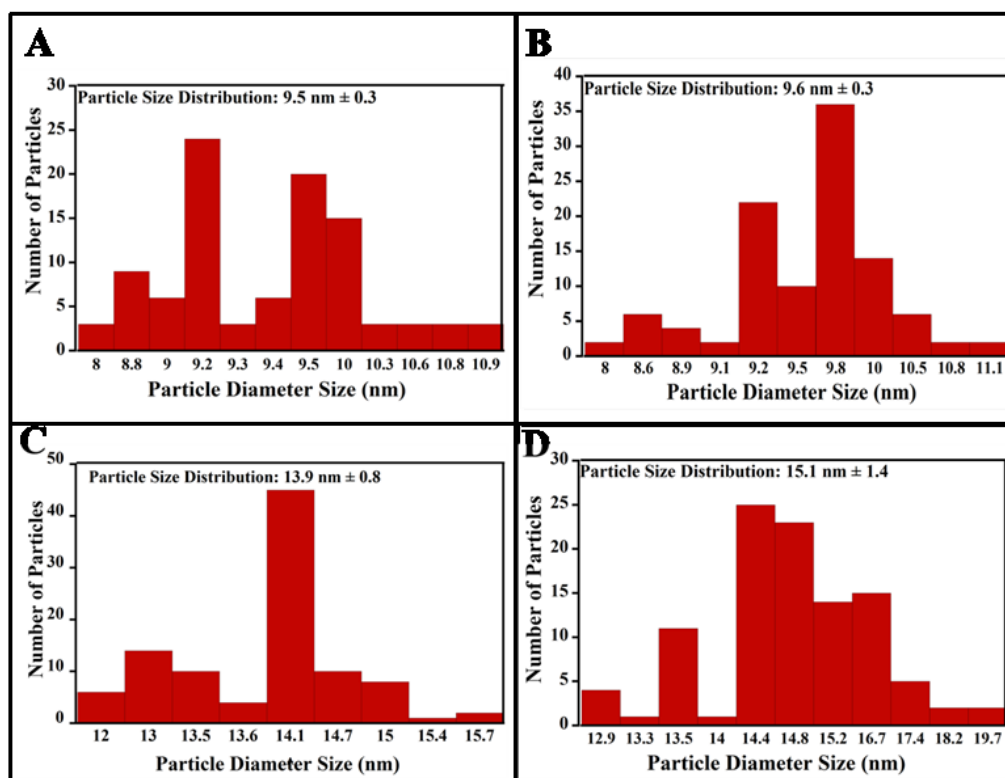 A
Particle Size Distribution: 9.5 nm ± 0.3
Number of Particles
30
25
20
15
10
5
0
8 8.8 9 9.2 9.3 9.4 9.5 10 10.3 10.6 10.8 10.9
Particle Diameter Size (nm)
B
Particle Size Distribution: 9.6 nm ± 0.3
Number of Particles
40
35
30
25
20
15
10
5
0
8 8.6 8.9 9.1 9.2 9.5 9.8 10 10.5 10.8 11.1
Particle Diameter Size (nm)
C
Particle Size Distribution: 13.9 nm ± 0.8
Number of Particles
50
40
30
20
10
0
12 13 13.5 13.6 14.1 14.7 15 15.4 15.7
Particle Diameter Size (nm)
D
Particle Size Distribution: 15.1 nm ± 1.4
Number of Particles
30
25
20
15
10
5
0
12.9 13.3 13.5 14 14.4 14.8 15.2 16.7 17.4 18.2 19.7
Particle Diameter Size (nm)